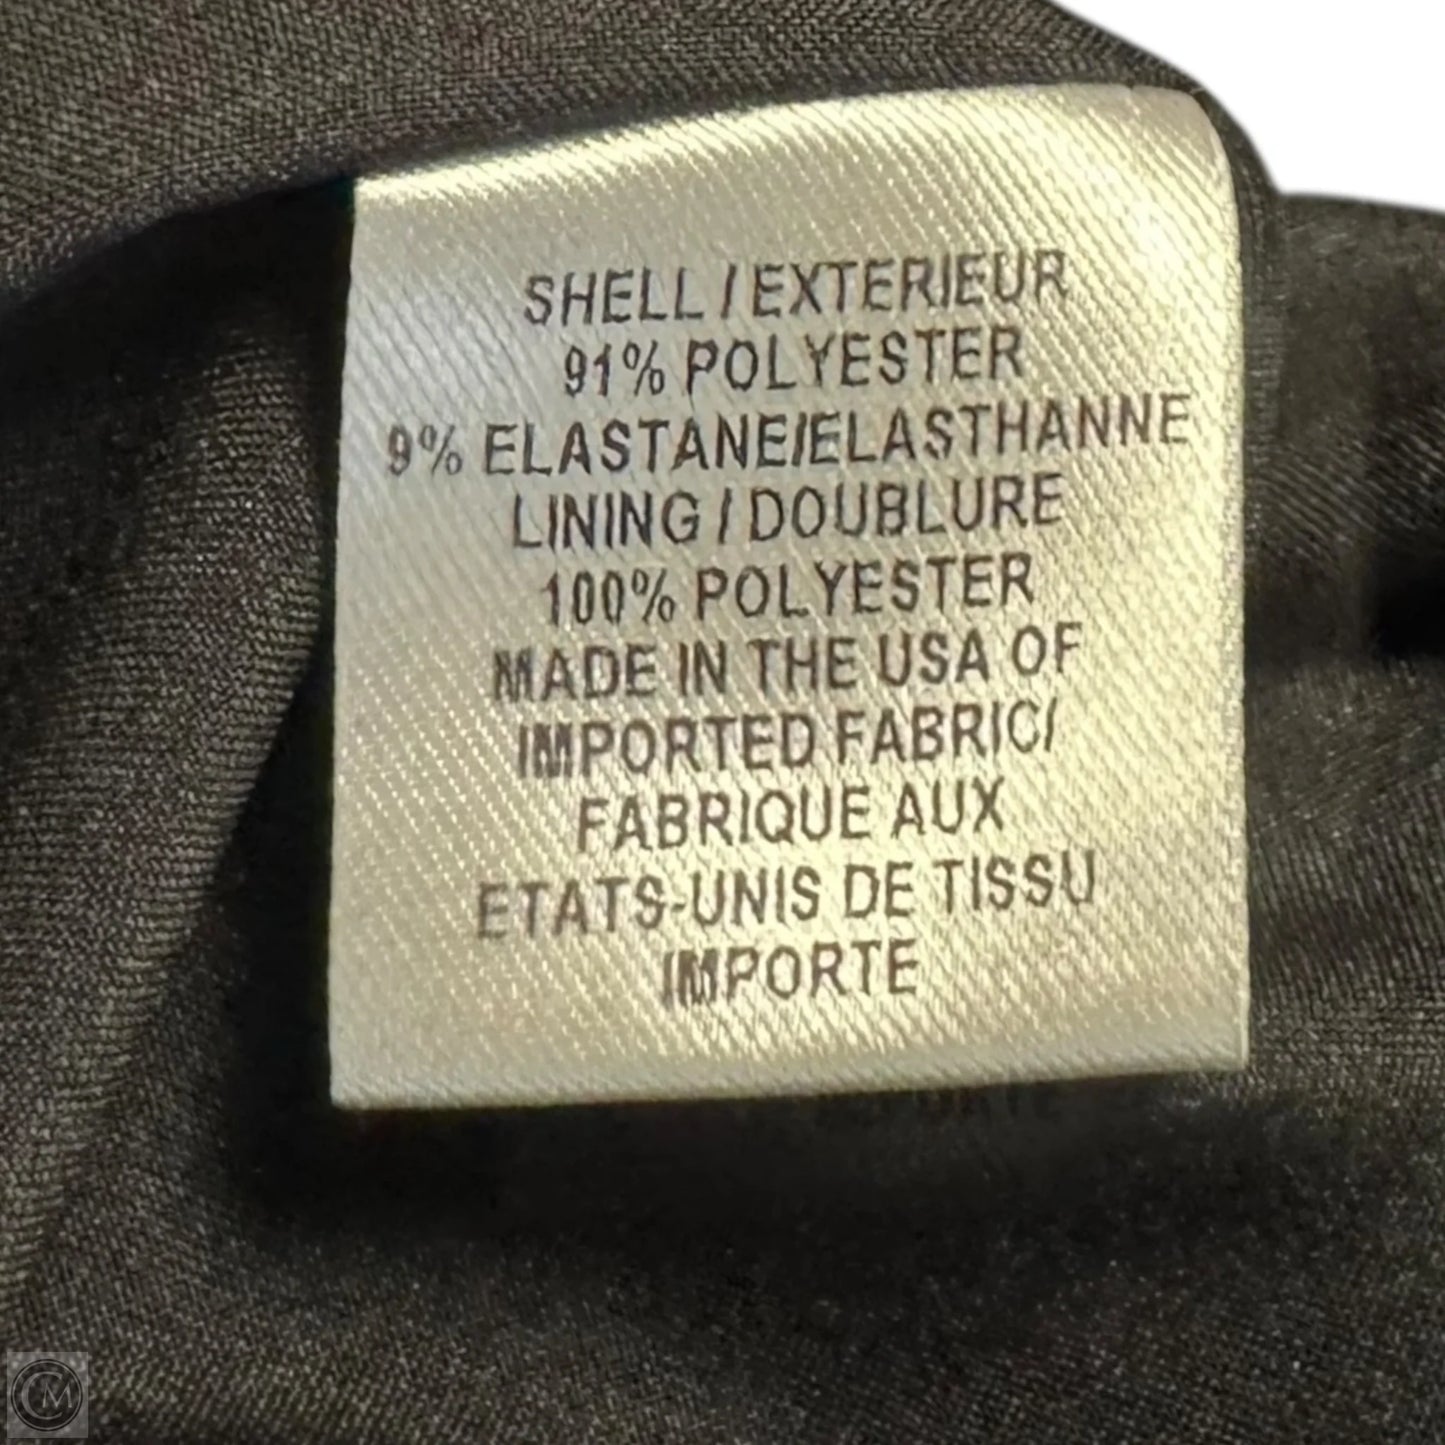 SHELL / EXTERIEUR
91% POLYESTER
9% ELASTANE/ELASTHANNE
LINING / DOUBLURE
100% POLYESTER
MADE IN THE USA OF
IMPORTED FABRIC/
FABRIQUE AUX
ETATS-UNIS DE TISSU
IMPORTE
CM